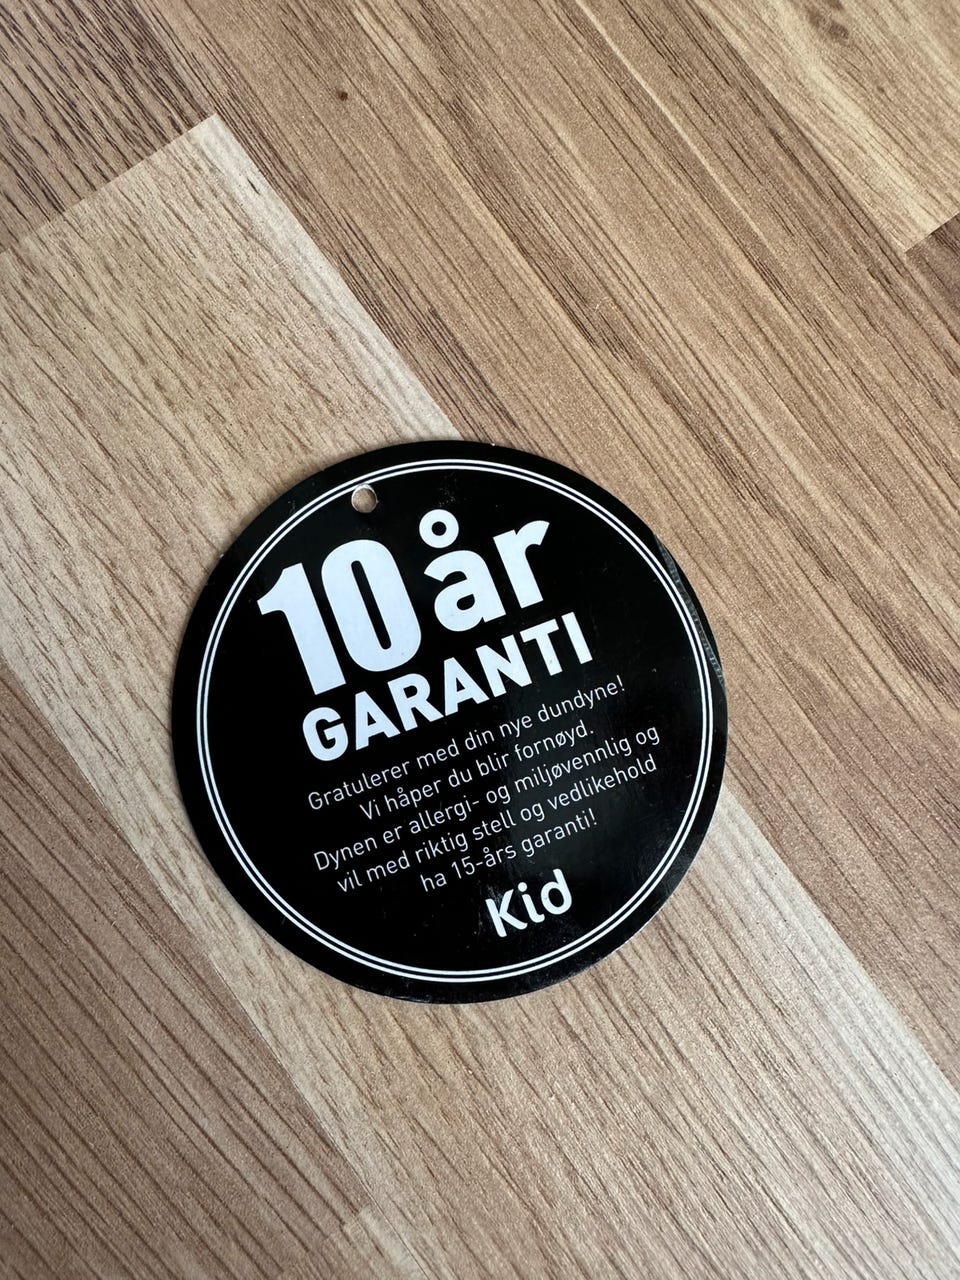 10 år
GARANTI
Gratulerer med din nye dundyne!
Vi håper du blir fornøyd.
Dynen er allergi- og miljøvennlig og
vil med riktig stell og vedlikehold
ha 15-års garanti!
Kid